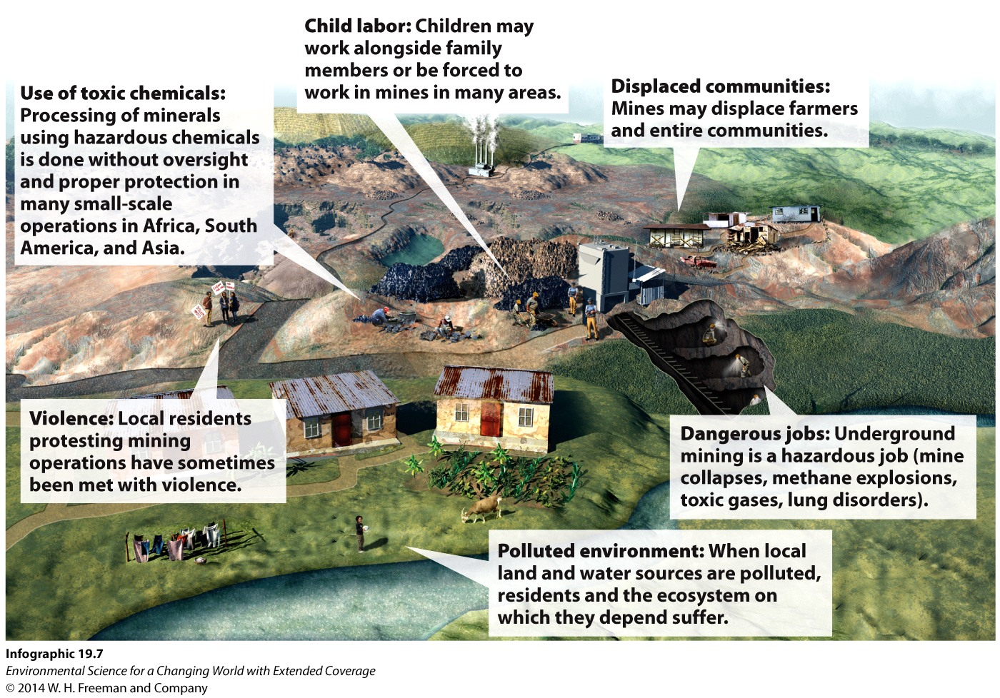 Child labor: Children may
work alongside family
members or be forced to
work in mines in many areas.
Use of toxic chemicals:
Processing of minerals
using hazardous chemicals
is done without oversight
and proper protection in
many small-scale
operations in Africa, South
America, and Asia.
Displaced communities:
Mines may displace farmers
and entire communities.
Violence: Local residents
protesting mining
operations have sometimes
been met with violence.
Dangerous jobs: Underground
mining is a hazardous job (mine
collapses, methane explosions,
toxic gases, lung disorders).
Polluted environment: When local
land and water sources are polluted,
residents and the ecosystem on
which they depend suffer.
Infographic 19.7
Environmental Science for a Changing World with Extended Coverage
© 2014 W. H. Freeman and Company